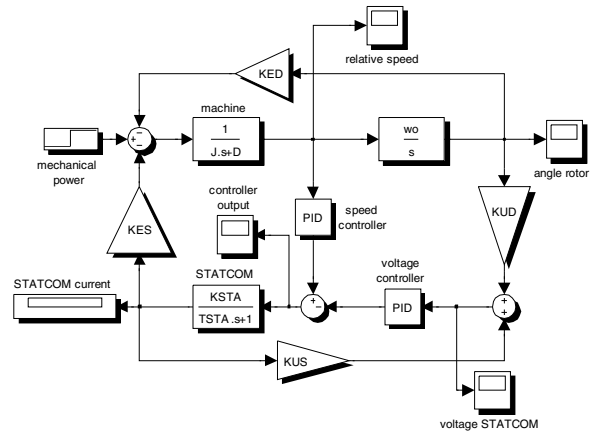 relative speed
KED
machine
1
J.s+D
wo
s
+
−
−
mechanical
power
angle rotor
controller
output
PID
speed
controller
KUD
KES
voltage
controller
STATCOM current
STATCOM
KSTA
TSTA .s+1
+
−
PID
+
+
KUS
voltage STATCOM